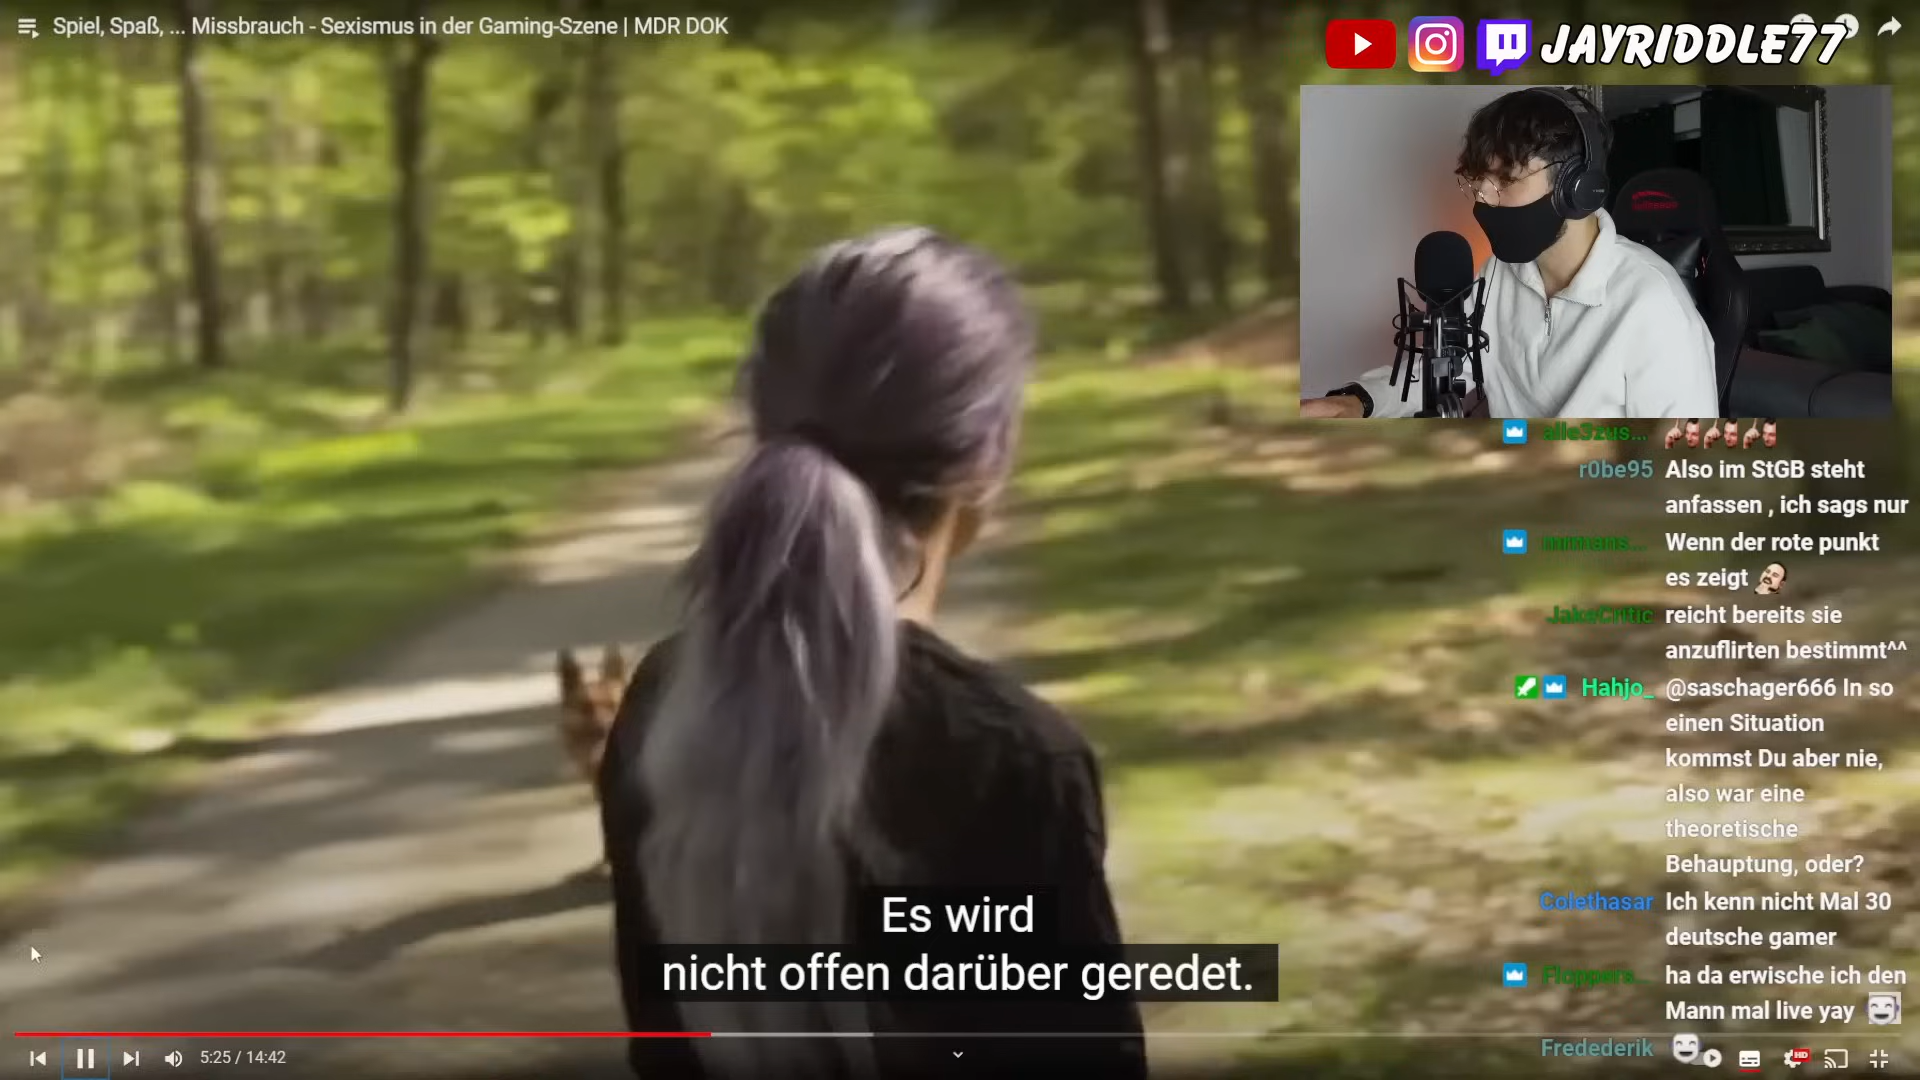 Spiel, Spaß, ... Missbrauch - Sexismus in der Gaming-Szene | MDR DOK
JAYRIDDLE77
alle3zus...
r0be95 Also im StGB steht
anfassen , ich sags nur
Wenn der rote punkt
es zeigt
JakeCritic reicht bereits sie
anzuflirten bestimmt^^
Hahjo_ @saschager666 In so
einen Situation
kommst Du aber nie,
also war eine
theoretische
Behauptung, oder?
Colethasar Ich kenn nicht Mal 30
deutsche gamer
Floppers... ha da erwische ich den
Mann mal live yay
Fredederik
Es wird
nicht offen darüber geredet.
5:25 / 14:42
HD